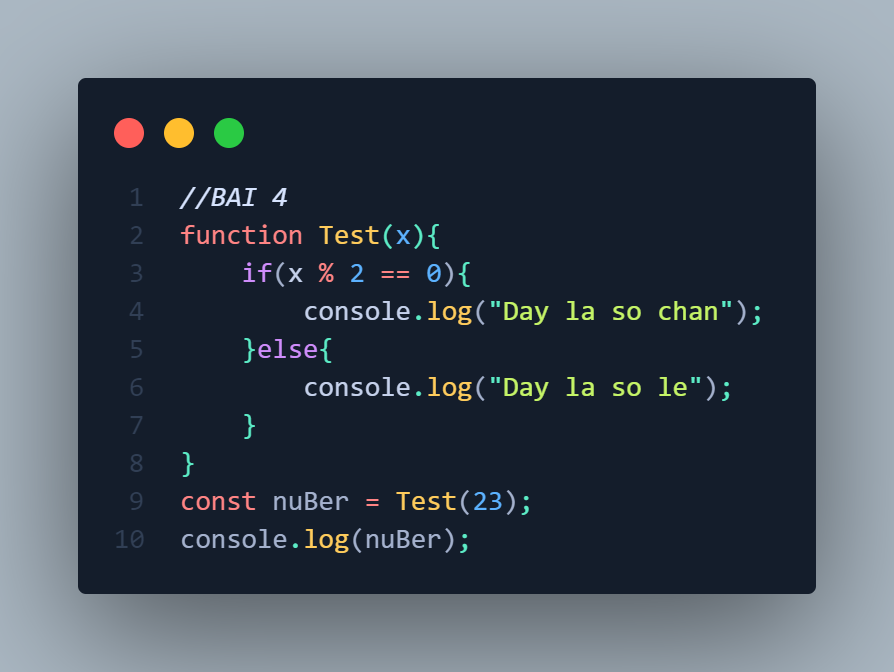 1 //BAI 4
2 function Test(x){
3     if(x % 2 == 0){
4         console.log("Day la so chan");
5     }else{
6         console.log("Day la so le");
7     }
8 }
9 const nuBer = Test(23);
10 console.log(nuBer);